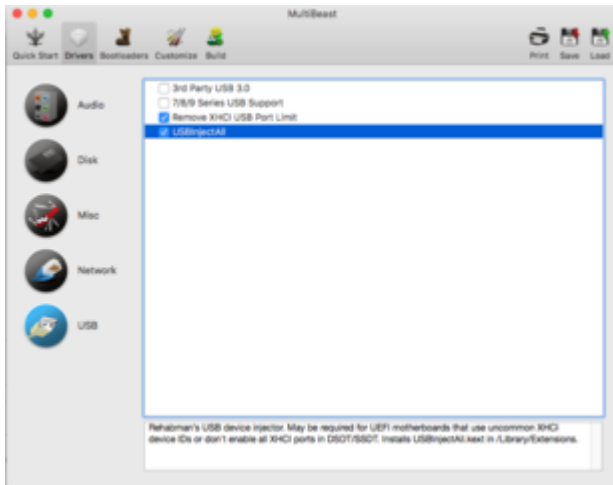 MultiBeast
Quick Start Drivers Bootloaders Customize Build Print Save Load
Audio
Disk
Misc
Network
USB
3rd Party USB 3.0
7/8/9 Series USB Support
Remove XHCI USB Port Limit
USBInjectAll
Rehabman's USB device injector. May be required for UEFI motherboards that use uncommon XHCI
device IDs or don't enable all XHCI ports in DSDT/SSDT. Installs USBInjectAll.kext in /Library/Extensions.